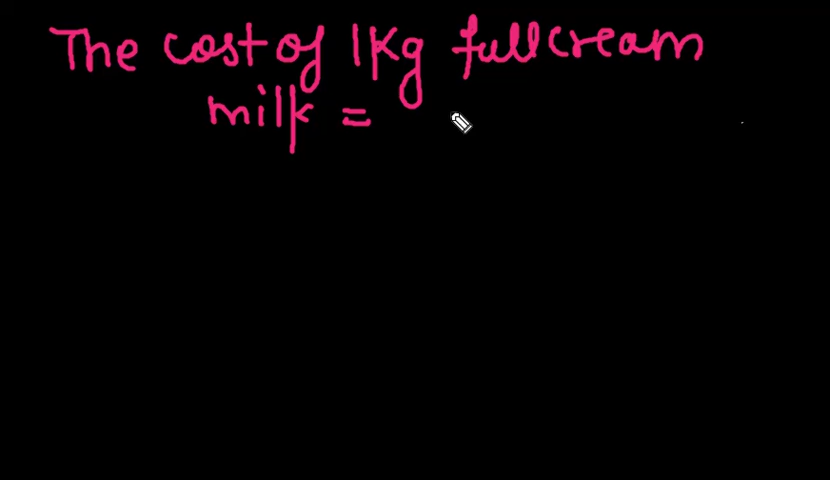 The cost of 1Kg fullcream
milk =